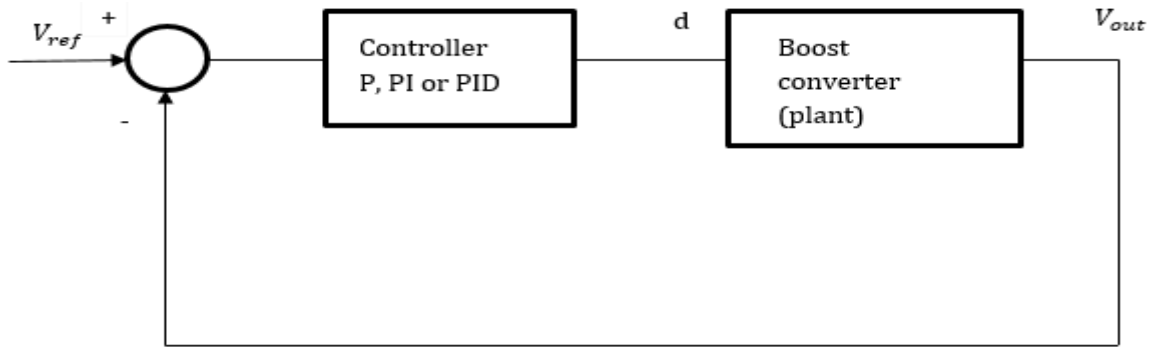 V_ref
+
-
Controller
P, PI or PID
d
Boost
converter
(plant)
V_out